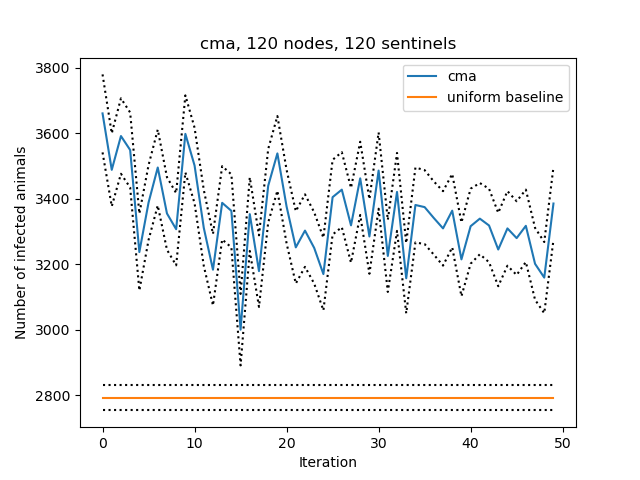 cma, 120 nodes, 120 sentinels
cma
uniform baseline
Number of infected animals
3800
3600
3400
3200
3000
2800
0 10 20 30 40 50
Iteration